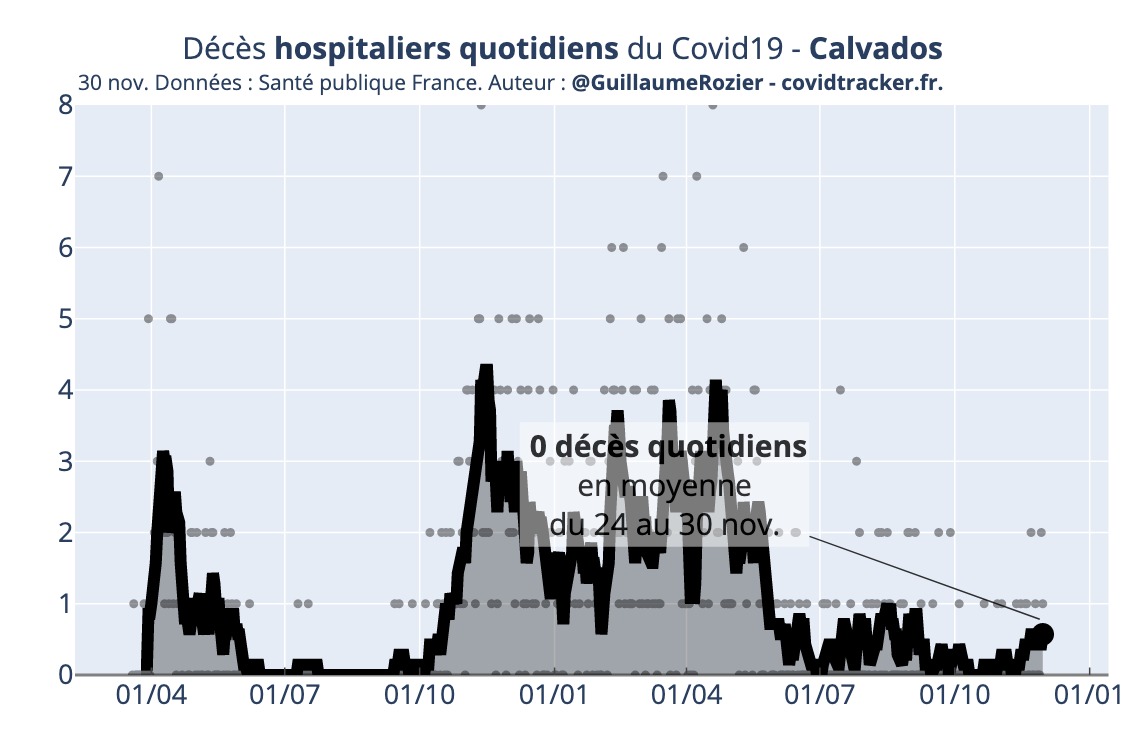 Décès hospitaliers quotidiens du Covid19 - Calvados
30 nov. Données : Santé publique France. Auteur : @GuillaumeRozier - covidtracker.fr.
8
7
6
5
4
3
2
1
0
0 décès quotidiens
en moyenne
du 24 au 30 nov.
01/04 01/07 01/10 01/01 01/04 01/07 01/10 01/01